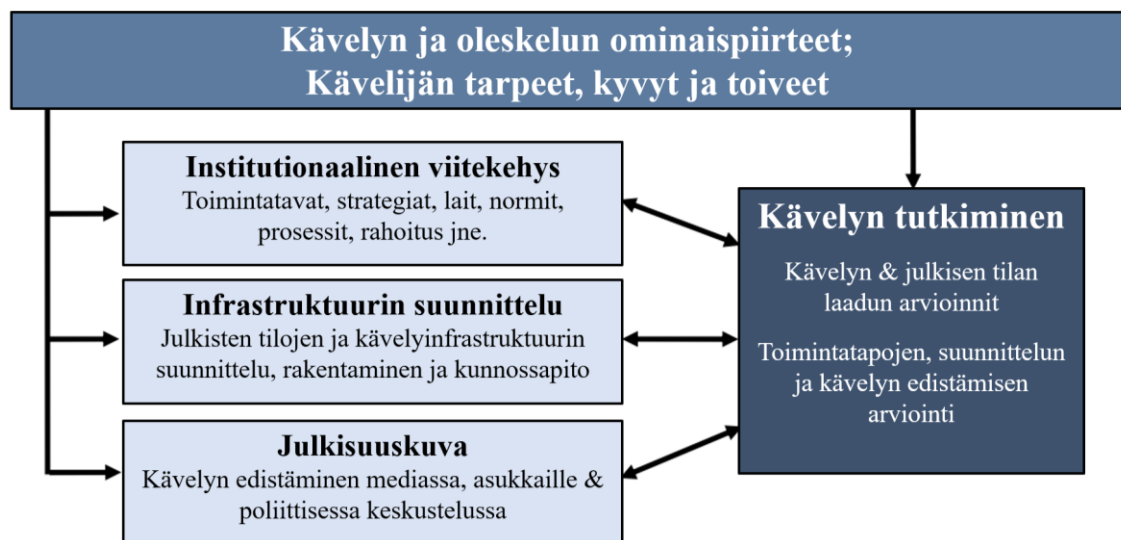 Kävelyn ja oleskelun ominaispiirteet;
Kävelijän tarpeet, kyvyt ja toiveet
Institutionaalinen viitekehys
Toimintatavat, strategiat, lait, normit,
prosessit, rahoitus jne.
Infrastruktuurin suunnittelu
Julkisten tilojen ja kävelyinfrastruktuurin
suunnittelu, rakentaminen ja kunnossapito
Julkisuuskuva
Kävelyn edistäminen mediassa, asukkaille &
poliittisessa keskustelussa
Kävelyn tutkiminen
Kävelyn & julkisen tilan
laadun arvioinnit
Toimintatapojen, suunnittelun
ja kävelyn edistämisen
arviointi